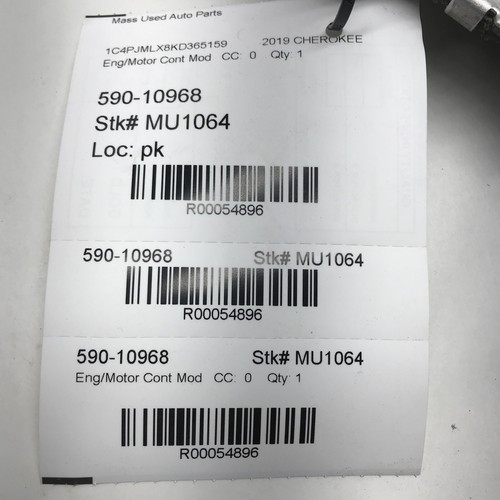 Mass Used Auto Parts
1C4PJMLX8KD365159 2019 CHEROKEE
Eng/Motor Cont Mod CC: 0 Qty: 1
590-10968
Stk# MU1064
Loc: pk
R00054896
590-10968 Stk# MU1064
R00054896
590-10968 Stk# MU1064
Eng/Motor Cont Mod CC: 0 Qty: 1
R00054896